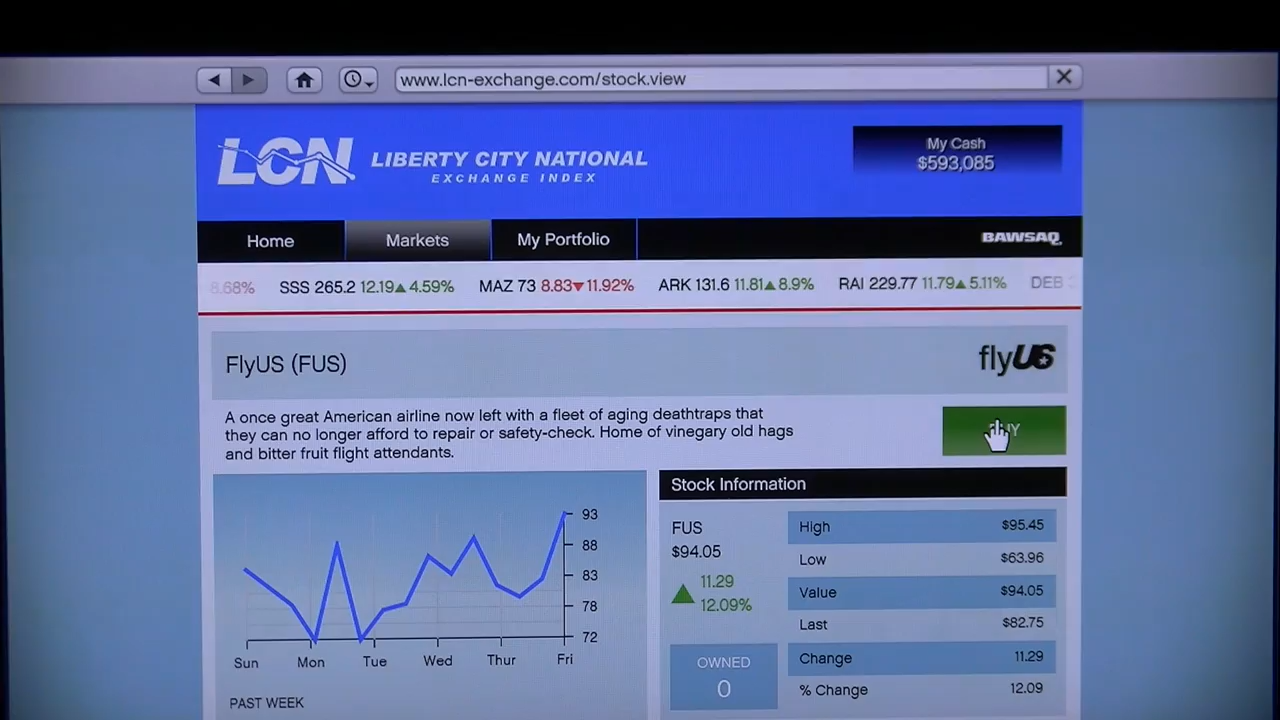 www.lcn-exchange.com/stock.view
LCN LIBERTY CITY NATIONAL
EXCHANGE INDEX
My Cash
$593,085
Home Markets My Portfolio BAWSAQ
8.68% SSS 265.2 12.19▲4.59% MAZ 73 8.83▼11.92% ARK 131.6 11.81▲8.9% RAI 229.77 11.79▲5.11% DEB
FlyUS (FUS) flyUS
A once great American airline now left with a fleet of aging deathtraps that
they can no longer afford to repair or safety-check. Home of vinegary old hags
and bitter fruit flight attendants.
93
88
83
78
72
Sun Mon Tue Wed Thur Fri
PAST WEEK
Stock Information
FUS
$94.05
11.29
12.09%
OWNED
0
High $95.45
Low $63.96
Value $94.05
Last $82.75
Change 11.29
% Change 12.09